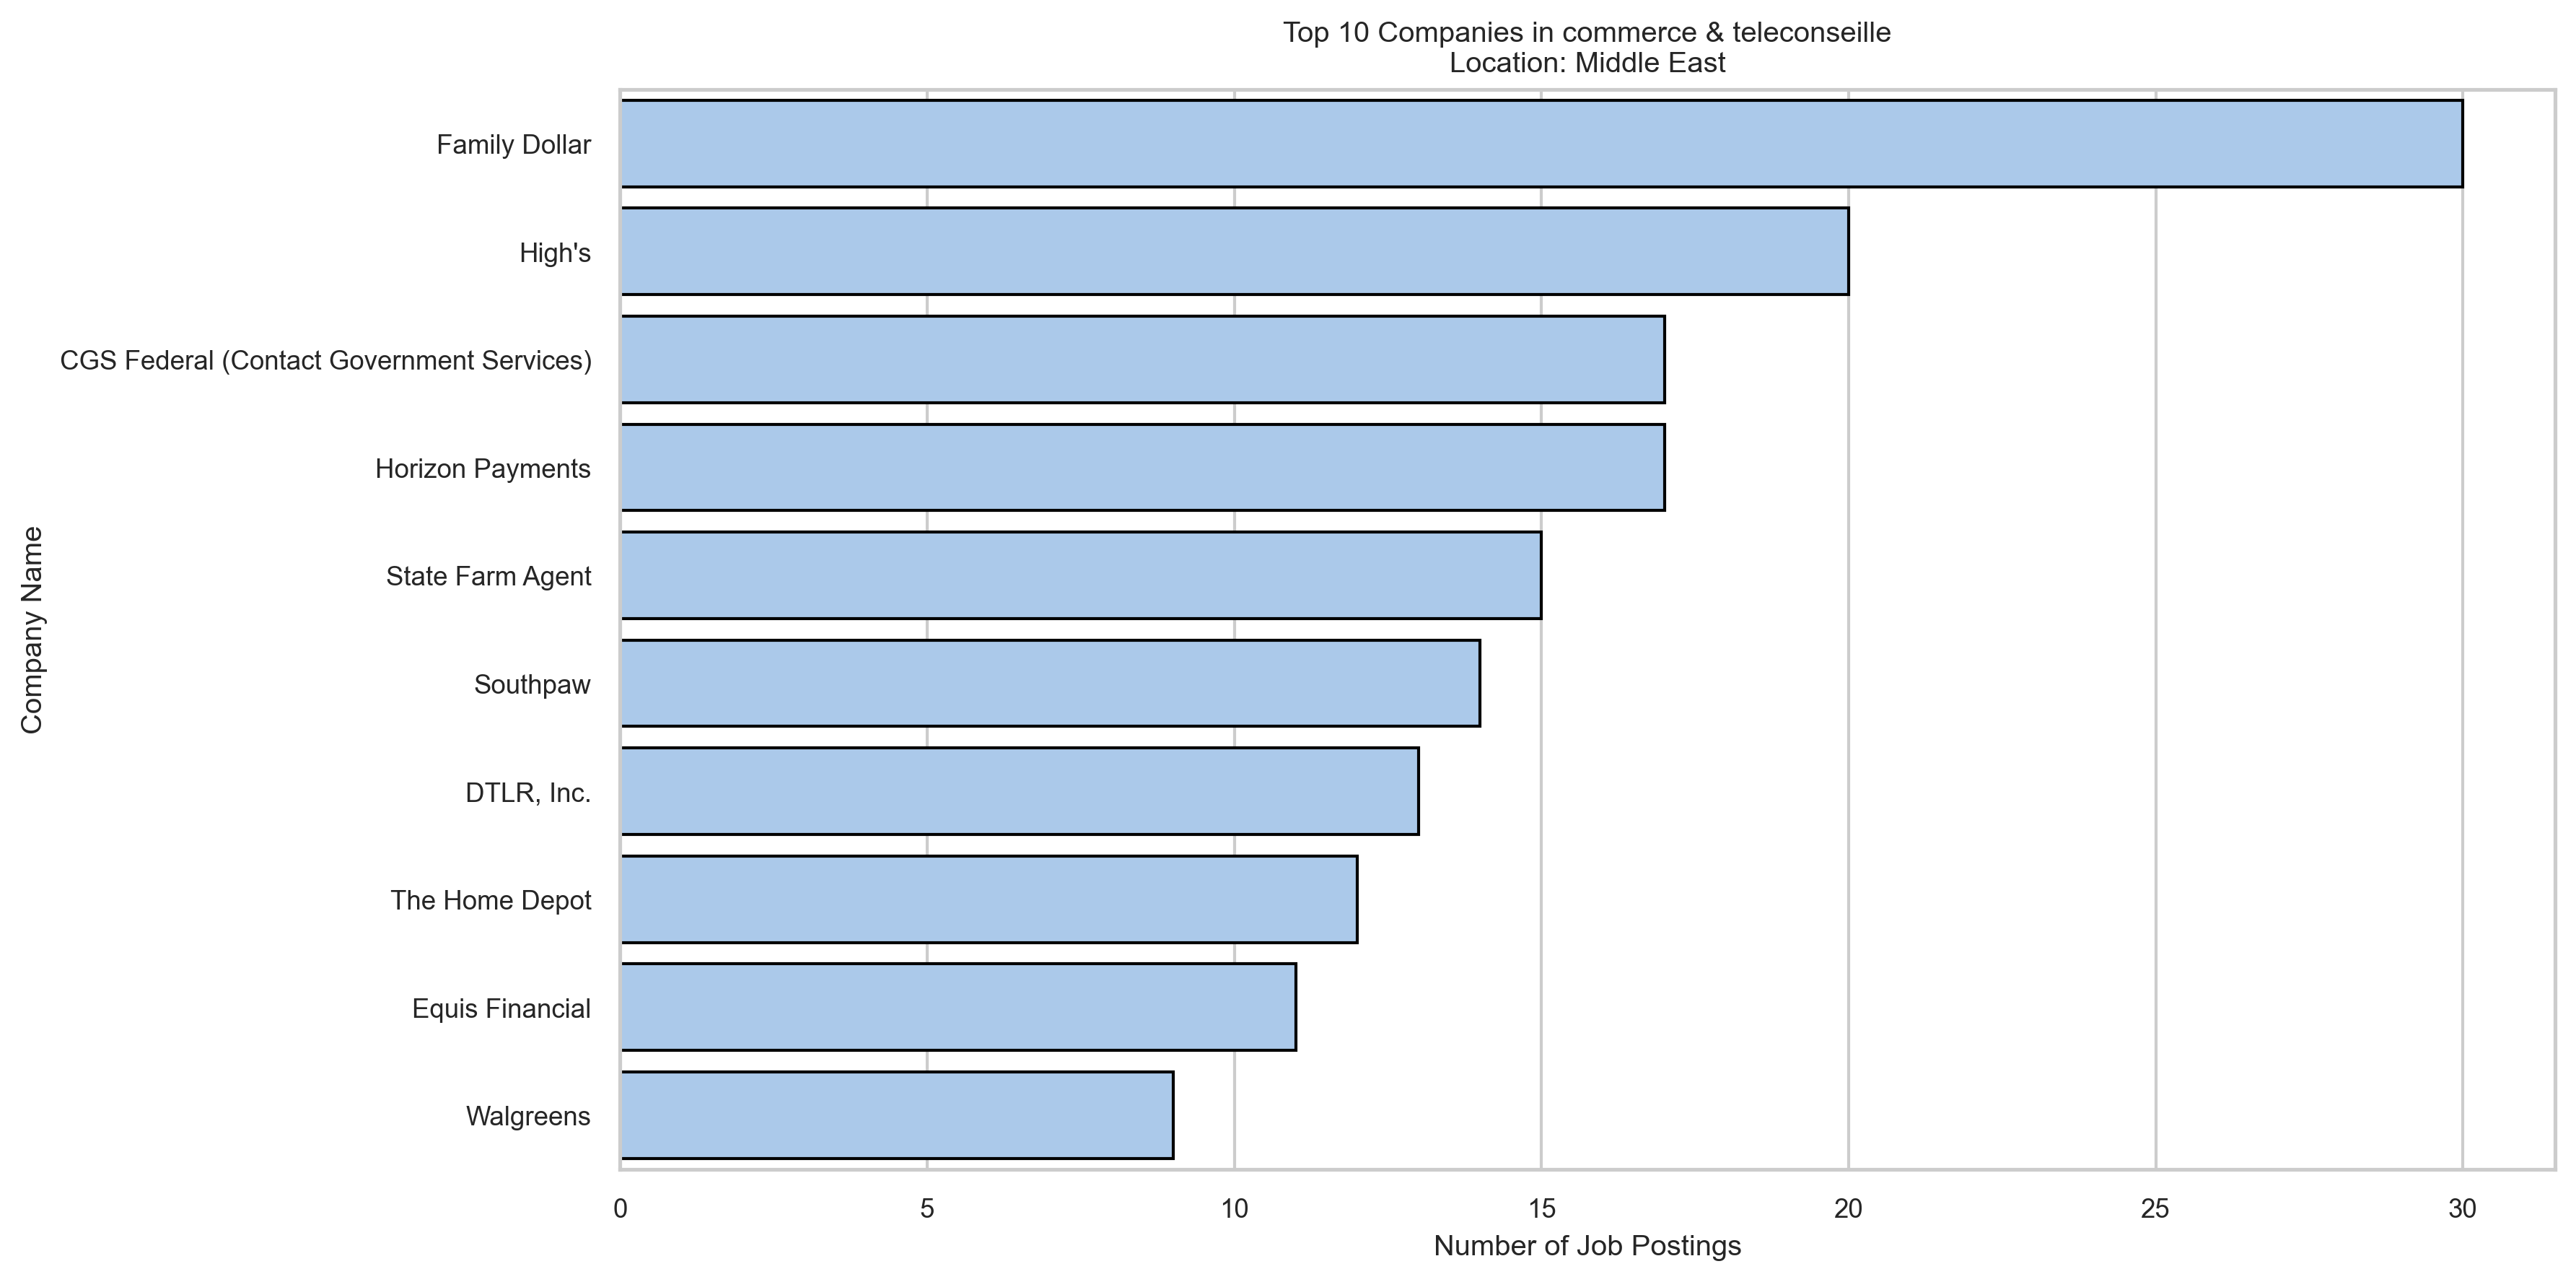 Top 10 Companies in commerce & teleconseille
Location: Middle East
Company Name
Family Dollar
High's
CGS Federal (Contact Government Services)
Horizon Payments
State Farm Agent
Southpaw
DTLR, Inc.
The Home Depot
Equis Financial
Walgreens
0 5 10 15 20 25 30
Number of Job Postings